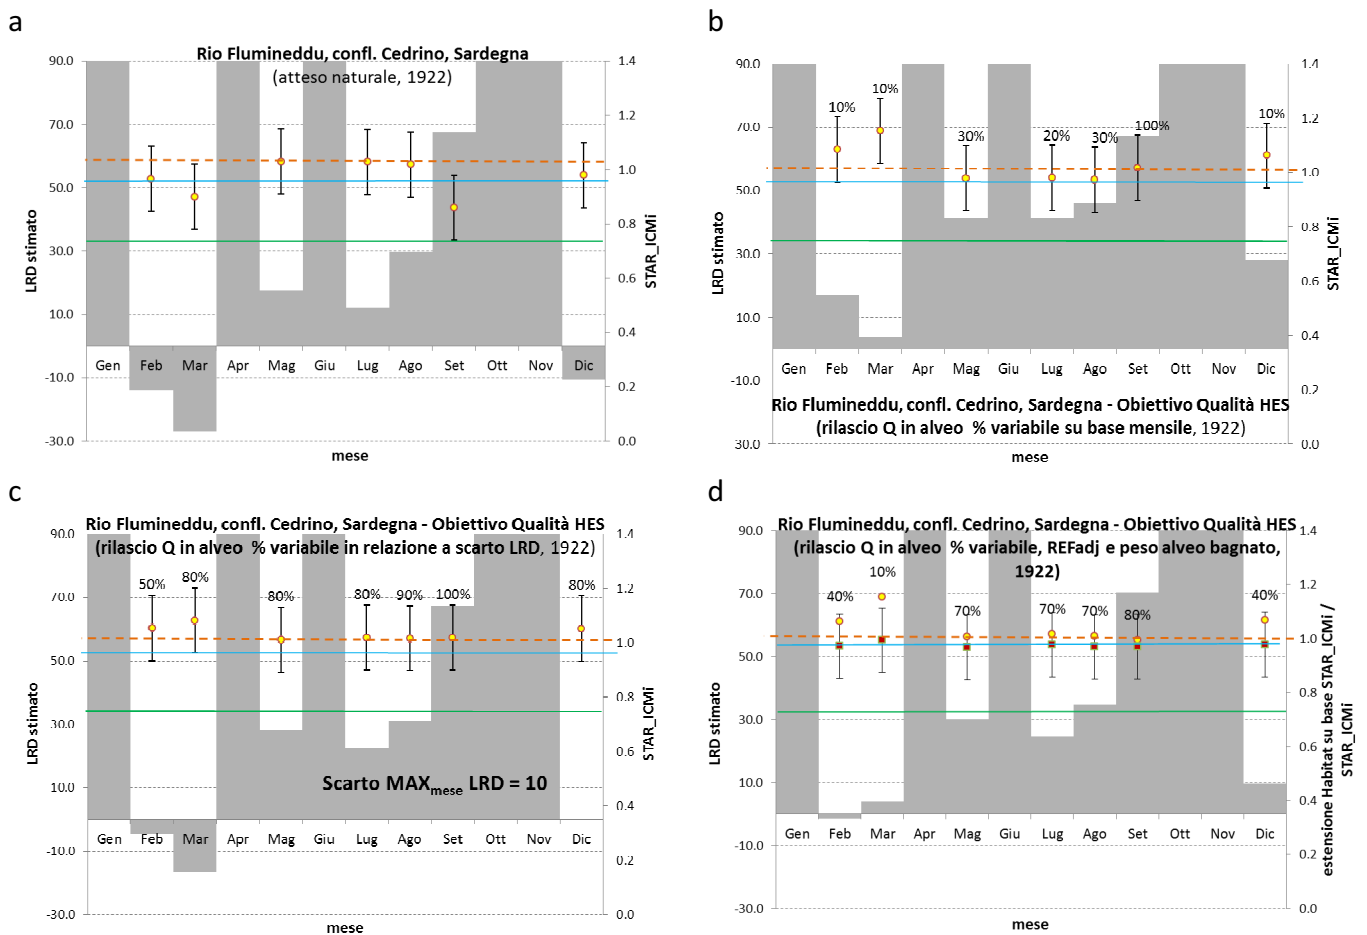 a
Rio Flumineddu, confl. Cedrino, Sardegna
(atteso naturale, 1922)
90.0
70.0
50.0
30.0
10.0
-10.0
-30.0
LRD stimato
1.4
1.2
1.0
0.8
0.6
0.4
0.2
0.0
STAR_ICMi
Gen Feb Mar Apr Mag Giu Lug Ago Set Ott Nov Dic
mese
b
90.0
70.0
50.0
30.0
10.0
-10.0
30.0
LRD stimato
10% 10% 30% 20% 30% 100% 10%
1.4
1.2
1.0
0.8
0.6
0.4
0.2
0.0
STAR_ICMi
Gen Feb Mar Apr Mag Giu Lug Ago Set Ott Nov Dic
Rio Flumineddu, confl. Cedrino, Sardegna - Obiettivo Qualità HES
(rilascio Q in alveo % variabile su base mensile, 1922)
mese
c
Rio Flumineddu, confl. Cedrino, Sardegna - Obiettivo Qualità HES
(rilascio Q in alveo % variabile in relazione a scarto LRD, 1922)
90.0
70.0
50.0
30.0
10.0
-10.0
-30.0
LRD stimato
50% 80% 80% 80% 90% 100% 80%
1.4
1.2
1.0
0.8
0.6
0.4
0.2
0.0
STAR_ICMi
Scarto MAXmese LRD = 10
Gen Feb Mar Apr Mag Giu Lug Ago Set Ott Nov Dic
mese
d
Rio Flumineddu, confl. Cedrino, Sardegna - Obiettivo Qualità HES
(rilascio Q in alveo % variabile, REFadj e peso alveo bagnato,
1922)
90.0
70.0
50.0
30.0
10.0
-10.0
-30.0
LRD stimato
40% 10% 70% 70% 70% 80% 40%
1.4
1.2
1.0
0.8
0.6
0.4
0.2
0.0
estensione Habitat su base STAR_ICMi /
STAR_ICMi
Gen Feb Mar Apr Mag Giu Lug Ago Set Ott Nov Dic
mese